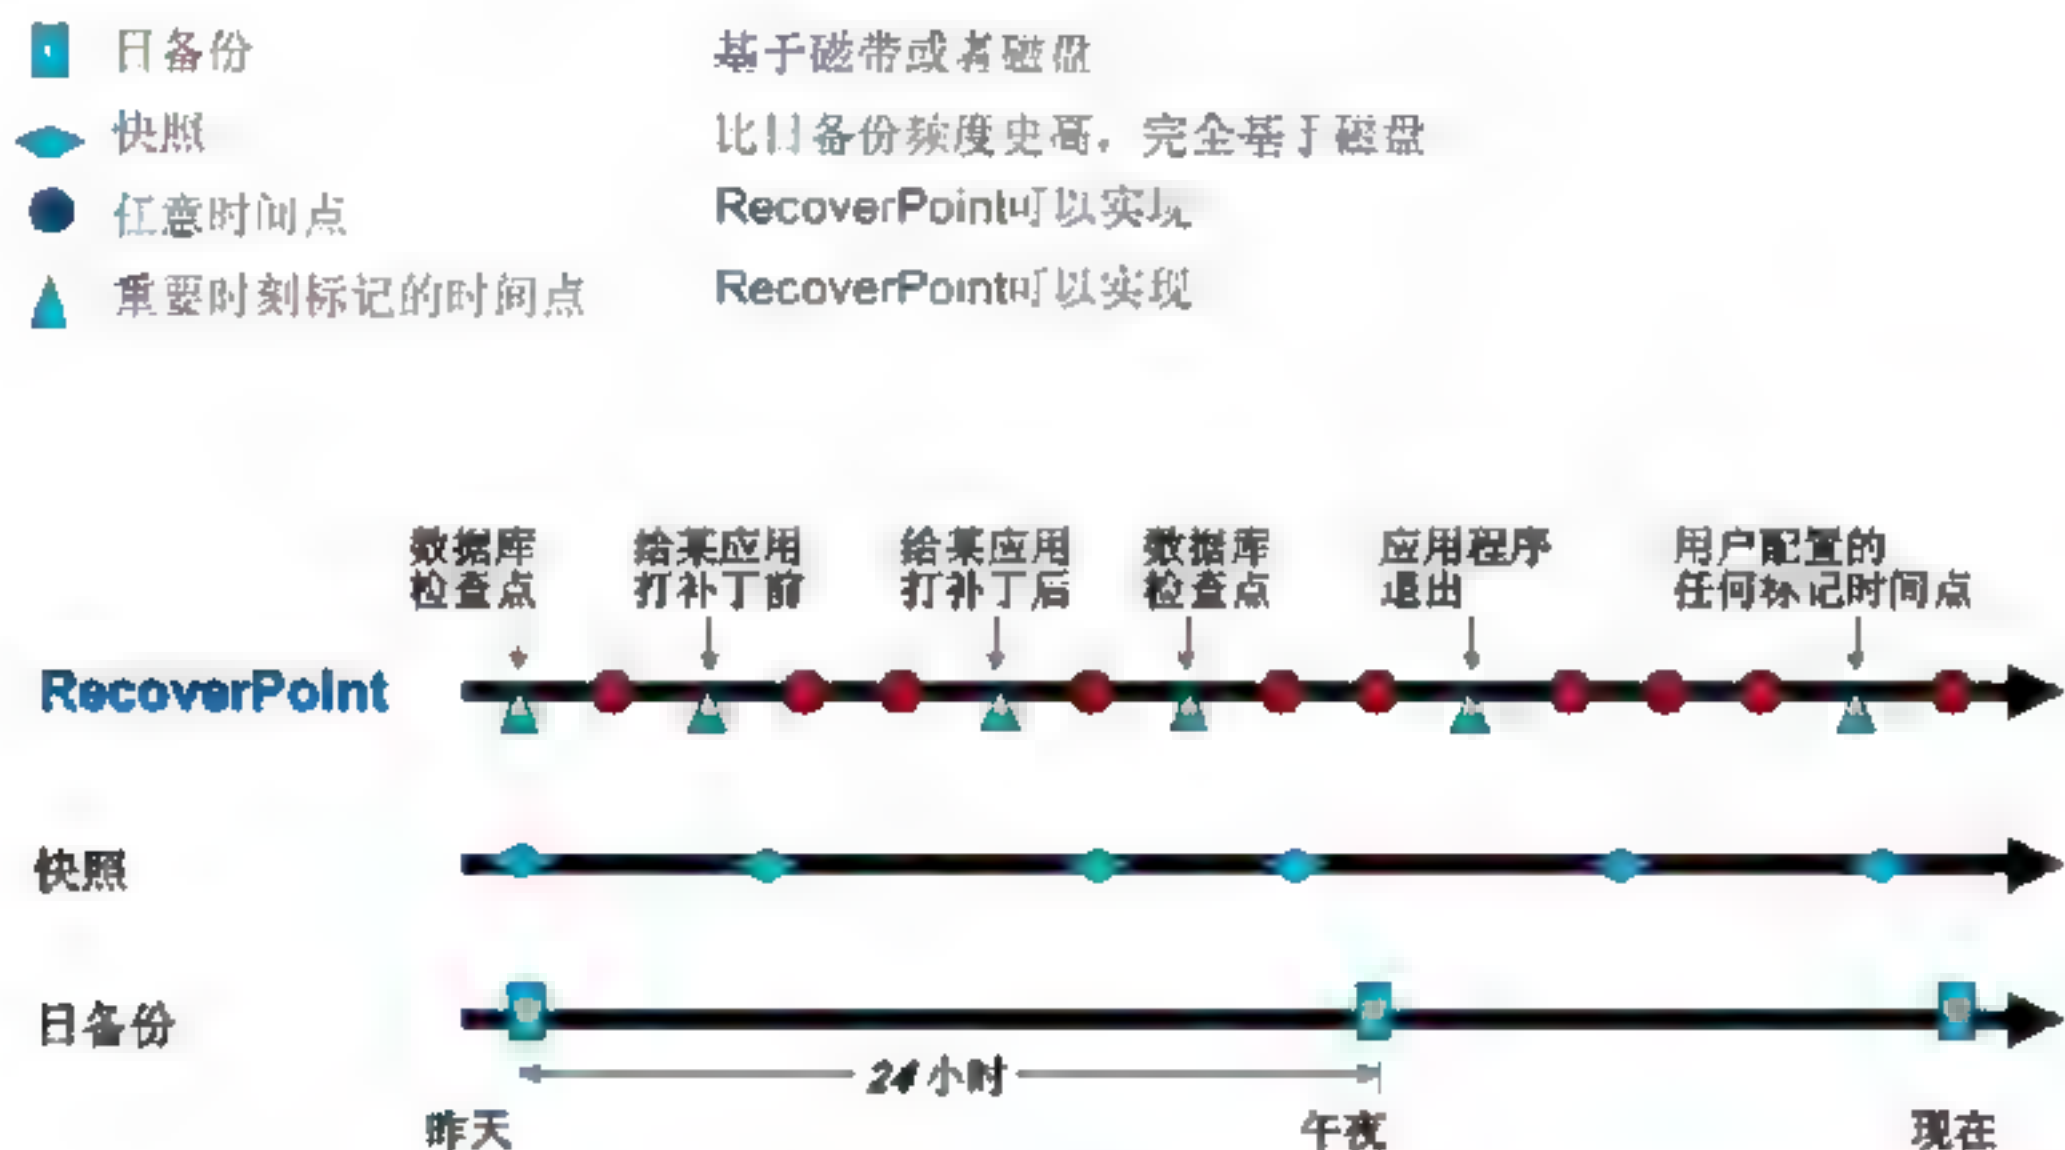 日备份 基于磁带或者磁盘
快照 比日备份频度更高，完全基于磁盘
任意时间点 RecoverPoint可以实现
重要时刻标记的时间点 RecoverPoint可以实现
数据库 给某应用 给某应用 数据库 应用程序 用户配置的
检查点 打补丁前 打补丁后 检查点 退出 任何标记时间点
RecoverPoint
快照
日备份
24小时
昨天 午夜 现在